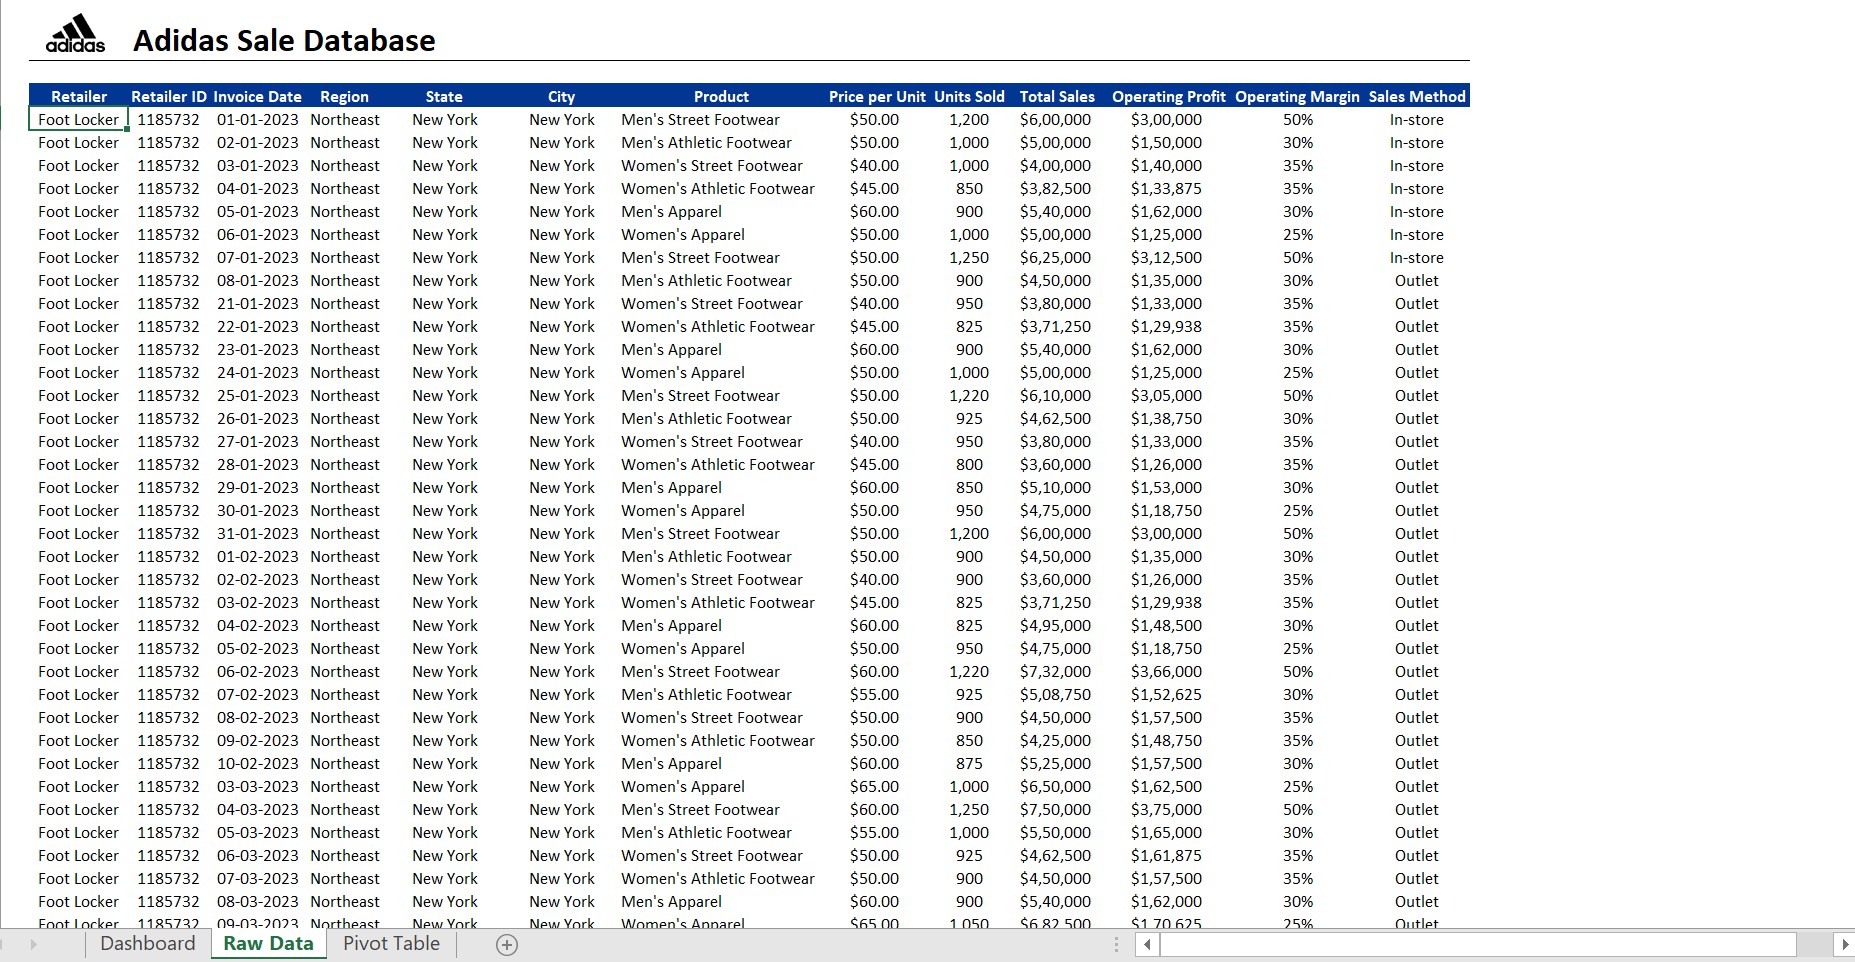 adidas Adidas Sale Database
Retailer Retailer ID Invoice Date Region State City Product Price per Unit Units Sold Total Sales Operating Profit Operating Margin Sales Method
Foot Locker 1185732 01-01-2023 Northeast New York New York Men's Street Footwear $50.00 1,200 $6,00,000 $3,00,000 50% In-store
Foot Locker 1185732 02-01-2023 Northeast New York New York Men's Athletic Footwear $50.00 1,000 $5,00,000 $1,50,000 30% In-store
Foot Locker 1185732 03-01-2023 Northeast New York New York Women's Street Footwear $40.00 1,000 $4,00,000 $1,40,000 35% In-store
Foot Locker 1185732 04-01-2023 Northeast New York New York Women's Athletic Footwear $45.00 850 $3,82,500 $1,33,875 35% In-store
Foot Locker 1185732 05-01-2023 Northeast New York New York Men's Apparel $60.00 900 $5,40,000 $1,62,000 30% In-store
Foot Locker 1185732 06-01-2023 Northeast New York New York Women's Apparel $50.00 1,000 $5,00,000 $1,25,000 25% In-store
Foot Locker 1185732 07-01-2023 Northeast New York New York Men's Street Footwear $50.00 1,250 $6,25,000 $3,12,500 50% In-store
Foot Locker 1185732 08-01-2023 Northeast New York New York Men's Athletic Footwear $50.00 900 $4,50,000 $1,35,000 30% Outlet
Foot Locker 1185732 21-01-2023 Northeast New York New York Women's Street Footwear $40.00 950 $3,80,000 $1,33,000 35% Outlet
Foot Locker 1185732 22-01-2023 Northeast New York New York Women's Athletic Footwear $45.00 825 $3,71,250 $1,29,938 35% Outlet
Foot Locker 1185732 23-01-2023 Northeast New York New York Men's Apparel $60.00 900 $5,40,000 $1,62,000 30% Outlet
Foot Locker 1185732 24-01-2023 Northeast New York New York Women's Apparel $50.00 1,000 $5,00,000 $1,25,000 25% Outlet
Foot Locker 1185732 25-01-2023 Northeast New York New York Men's Street Footwear $50.00 1,220 $6,10,000 $3,05,000 50% Outlet
Foot Locker 1185732 26-01-2023 Northeast New York New York Men's Athletic Footwear $50.00 925 $4,62,500 $1,38,750 30% Outlet
Foot Locker 1185732 27-01-2023 Northeast New York New York Women's Street Footwear $40.00 950 $3,80,000 $1,33,000 35% Outlet
Foot Locker 1185732 28-01-2023 Northeast New York New York Women's Athletic Footwear $45.00 800 $3,60,000 $1,26,000 35% Outlet
Foot Locker 1185732 29-01-2023 Northeast New York New York Men's Apparel $60.00 850 $5,10,000 $1,53,000 30% Outlet
Foot Locker 1185732 30-01-2023 Northeast New York New York Women's Apparel $50.00 950 $4,75,000 $1,18,750 25% Outlet
Foot Locker 1185732 31-01-2023 Northeast New York New York Men's Street Footwear $50.00 1,200 $6,00,000 $3,00,000 50% Outlet
Foot Locker 1185732 01-02-2023 Northeast New York New York Men's Athletic Footwear $50.00 900 $4,50,000 $1,35,000 30% Outlet
Foot Locker 1185732 02-02-2023 Northeast New York New York Women's Street Footwear $40.00 900 $3,60,000 $1,26,000 35% Outlet
Foot Locker 1185732 03-02-2023 Northeast New York New York Women's Athletic Footwear $45.00 825 $3,71,250 $1,29,938 35% Outlet
Foot Locker 1185732 04-02-2023 Northeast New York New York Men's Apparel $60.00 825 $4,95,000 $1,48,500 30% Outlet
Foot Locker 1185732 05-02-2023 Northeast New York New York Women's Apparel $50.00 950 $4,75,000 $1,18,750 25% Outlet
Foot Locker 1185732 06-02-2023 Northeast New York New York Men's Street Footwear $60.00 1,220 $7,32,000 $3,66,000 50% Outlet
Foot Locker 1185732 07-02-2023 Northeast New York New York Men's Athletic Footwear $55.00 925 $5,08,750 $1,52,625 30% Outlet
Foot Locker 1185732 08-02-2023 Northeast New York New York Women's Street Footwear $50.00 900 $4,50,000 $1,57,500 35% Outlet
Foot Locker 1185732 09-02-2023 Northeast New York New York Women's Athletic Footwear $50.00 850 $4,25,000 $1,48,750 35% Outlet
Foot Locker 1185732 10-02-2023 Northeast New York New York Men's Apparel $60.00 875 $5,25,000 $1,57,500 30% Outlet
Foot Locker 1185732 03-03-2023 Northeast New York New York Women's Apparel $65.00 1,000 $6,50,000 $1,62,500 25% Outlet
Foot Locker 1185732 04-03-2023 Northeast New York New York Men's Street Footwear $60.00 1,250 $7,50,000 $3,75,000 50% Outlet
Foot Locker 1185732 05-03-2023 Northeast New York New York Men's Athletic Footwear $55.00 1,000 $5,50,000 $1,65,000 30% Outlet
Foot Locker 1185732 06-03-2023 Northeast New York New York Women's Street Footwear $50.00 925 $4,62,500 $1,61,875 35% Outlet
Foot Locker 1185732 07-03-2023 Northeast New York New York Women's Athletic Footwear $50.00 900 $4,50,000 $1,57,500 35% Outlet
Foot Locker 1185732 08-03-2023 Northeast New York New York Men's Apparel $60.00 900 $5,40,000 $1,62,000 30% Outlet
Foot Locker 1185732 09-03-2023 Northeast New York New York Women's Apparel $65.00 1,050 $6,82,500 $1,70,625 25% Outlet
Dashboard Raw Data Pivot Table